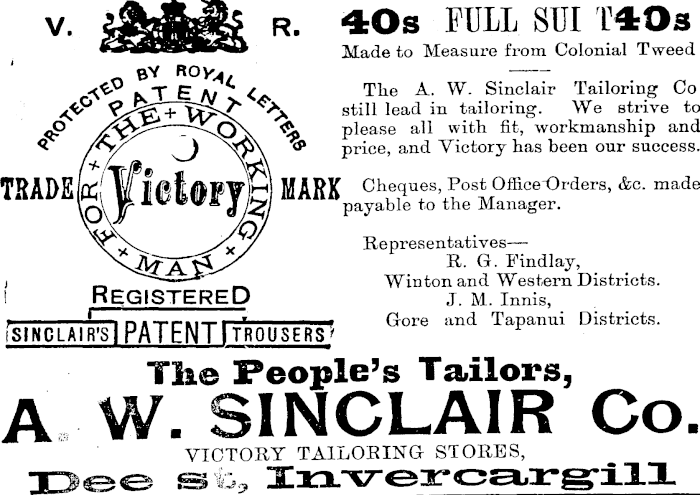 V. R.
PROTECTED BY ROYAL LETTERS
PATENT
FOR + THE + WORKING + MAN +
TRADE Victory MARK
REGISTERED
SINCLAIR'S PATENT TROUSERS
40s FULL SUIT 40s
Made to Measure from Colonial Tweed
The A. W. Sinclair Tailoring Co
still lead in tailoring. We strive to
please all with fit, workmanship and
price, and Victory has been our success.
Cheques, Post Office Orders, &c. made
payable to the Manager.
Representatives—
R. G. Findlay,
Winton and Western Districts.
J. M. Innis,
Gore and Tapanui Districts.
The People's Tailors,
A. W. SINCLAIR Co.
VICTORY TAILORING STORES,
Dee st, Invercargill